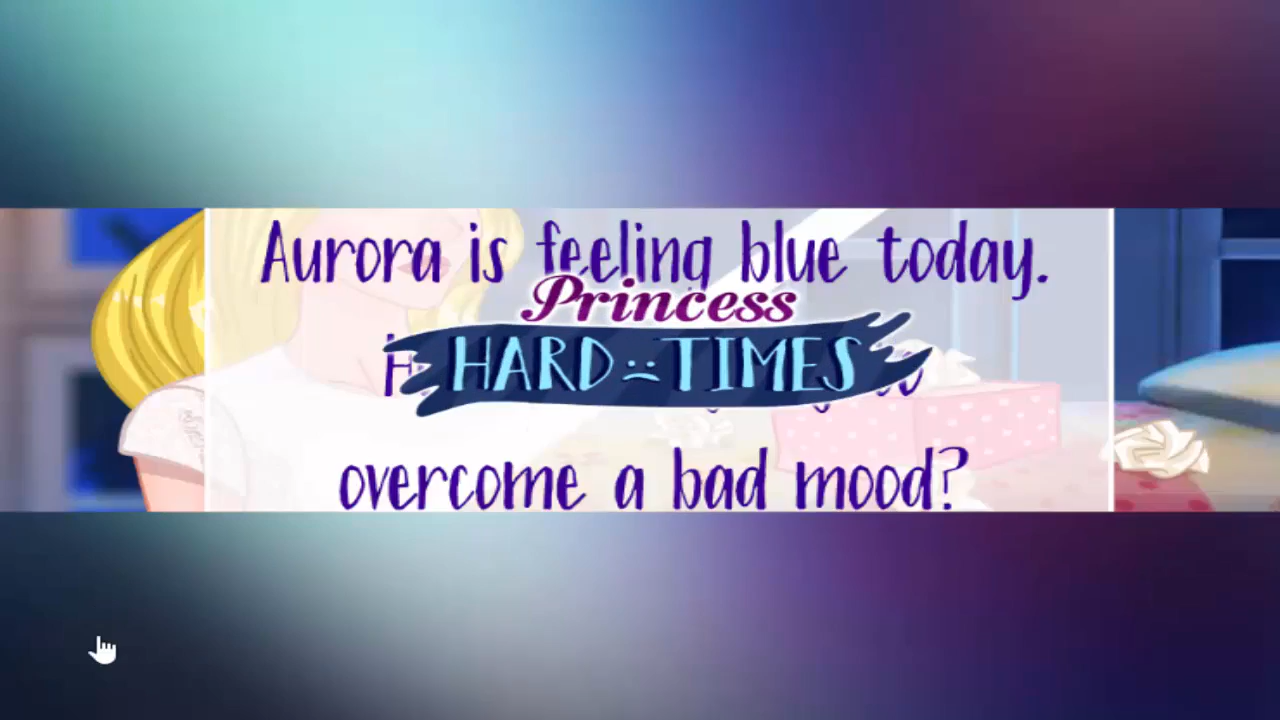 Aurora is feeling blue today.
Princess
HARD TIMES
overcome a bad mood?